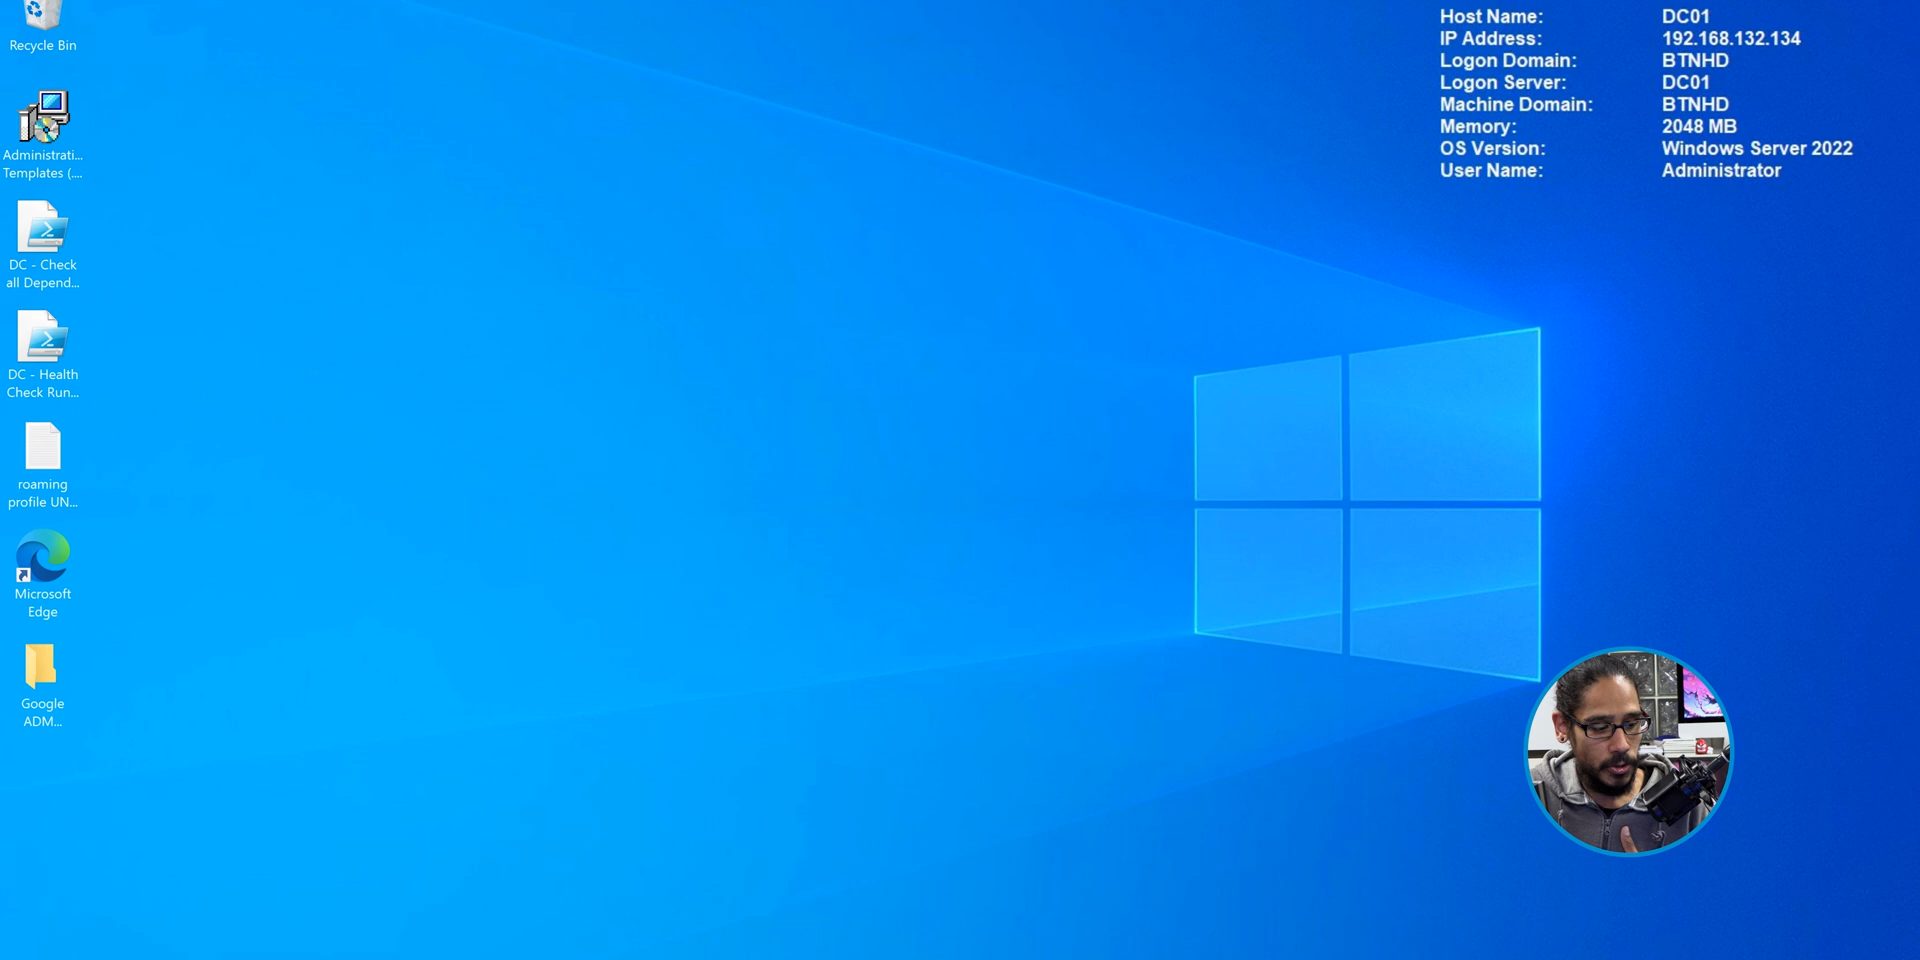 Recycle Bin
Administrati...
Templates (....
DC - Check
all Depend...
DC - Health
Check Run...
roaming
profile UN...
Microsoft
Edge
Google
ADM...
Host Name: DC01
IP Address: 192.168.132.134
Logon Domain: BTNHD
Logon Server: DC01
Machine Domain: BTNHD
Memory: 2048 MB
OS Version: Windows Server 2022
User Name: Administrator